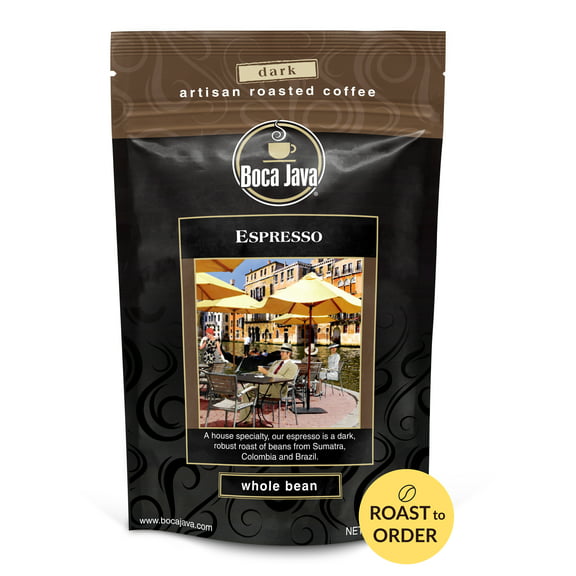 dark
artisan roasted coffee
Boca Java
®
ESPRESSO
A house specialty, our espresso is a dark,
robust roast of beans from Sumatra,
Colombia and Brazil.
whole bean
www.bocajava.com
NE
ROAST to
ORDER